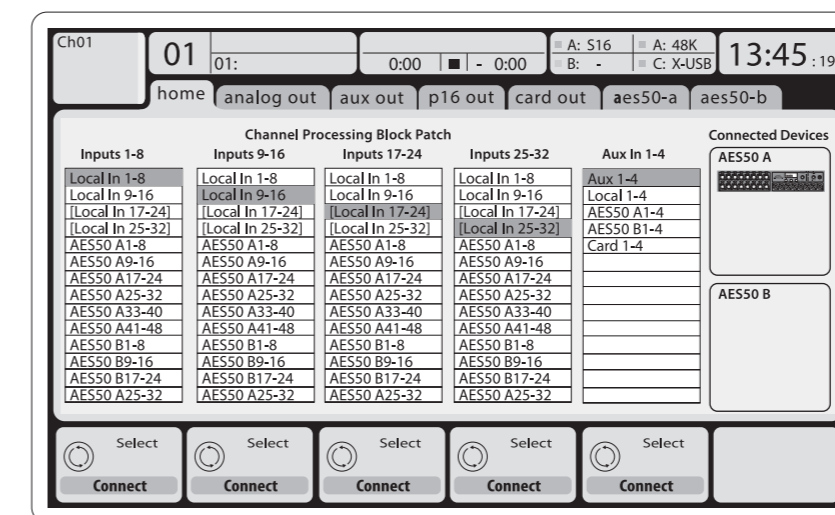 Ch01
01
01:
0:00
- 0:00
A: S16
B: -
A: 48K
C: X-USB
13:45 :19
home
analog out
aux out
p16 out
card out
aes50-a
aes50-b
Channel Processing Block Patch
Connected Devices
Inputs 1-8
Local In 1-8
Local In 9-16
[Local In 17-24]
[Local In 25-32]
AES50 A1-8
AES50 A9-16
AES50 A17-24
AES50 A25-32
AES50 A33-40
AES50 A41-48
AES50 B1-8
AES50 B9-16
AES50 B17-24
AES50 A25-32
Inputs 9-16
Local In 1-8
Local In 9-16
[Local In 17-24]
[Local In 25-32]
AES50 A1-8
AES50 A9-16
AES50 A17-24
AES50 A25-32
AES50 A33-40
AES50 A41-48
AES50 B1-8
AES50 B9-16
AES50 B17-24
AES50 A25-32
Inputs 17-24
Local In 1-8
Local In 9-16
[Local In 17-24]
[Local In 25-32]
AES50 A1-8
AES50 A9-16
AES50 A17-24
AES50 A25-32
AES50 A33-40
AES50 A41-48
AES50 B1-8
AES50 B9-16
AES50 B17-24
AES50 A25-32
Inputs 25-32
Local In 1-8
Local In 9-16
[Local In 17-24]
[Local In 25-32]
AES50 A1-8
AES50 A9-16
AES50 A17-24
AES50 A25-32
AES50 A33-40
AES50 A41-48
AES50 B1-8
AES50 B9-16
AES50 B17-24
AES50 A25-32
Aux In 1-4
Aux 1-4
Local 1-4
AES50 A1-4
AES50 B1-4
Card 1-4
AES50 A
AES50 B
Select
Connect
Select
Connect
Select
Connect
Select
Connect
Select
Connect